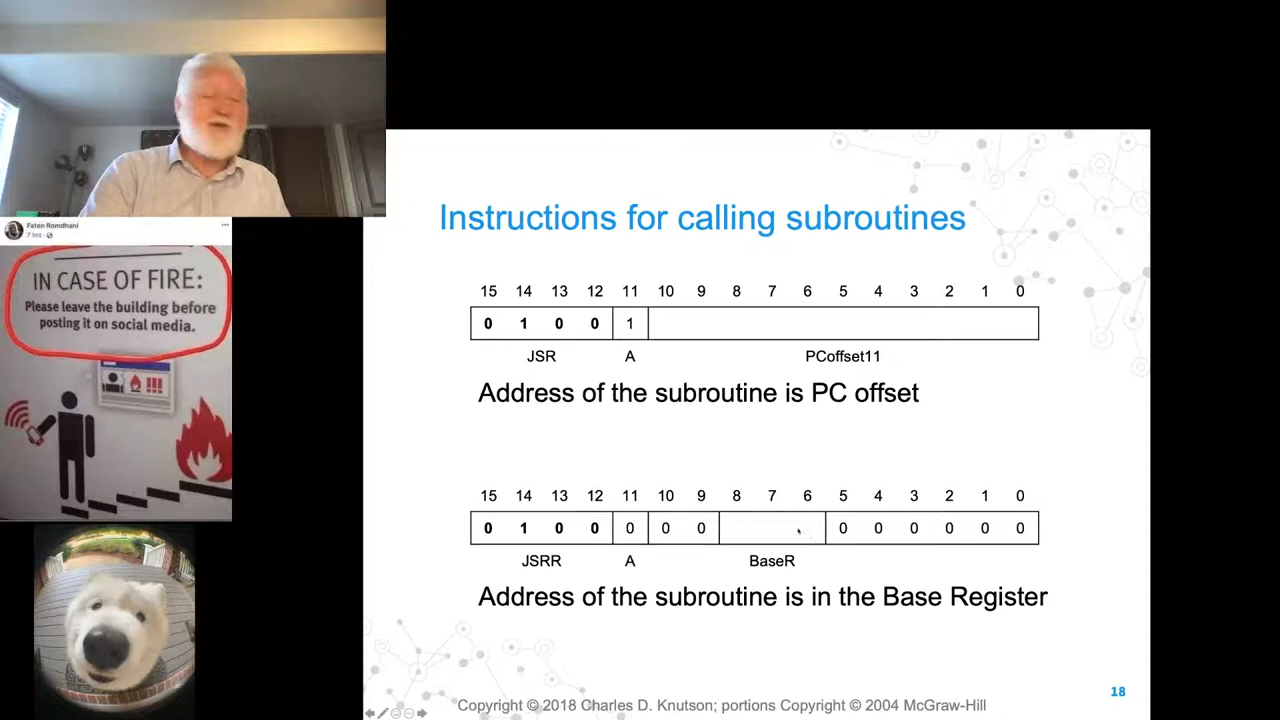 Faten Romdhani
7 hrs
IN CASE OF FIRE:
Please leave the building before
posting it on social media.
Instructions for calling subroutines
15 14 13 12 11 10 9 8 7 6 5 4 3 2 1 0
0 1 0 0 1
JSR A PCoffset11
Address of the subroutine is PC offset
15 14 13 12 11 10 9 8 7 6 5 4 3 2 1 0
0 1 0 0 0 0 0 0 0 0 0 0 0
JSRR A BaseR
Address of the subroutine is in the Base Register
18
Copyright © 2018 Charles D. Knutson; portions Copyright © 2004 McGraw-Hill